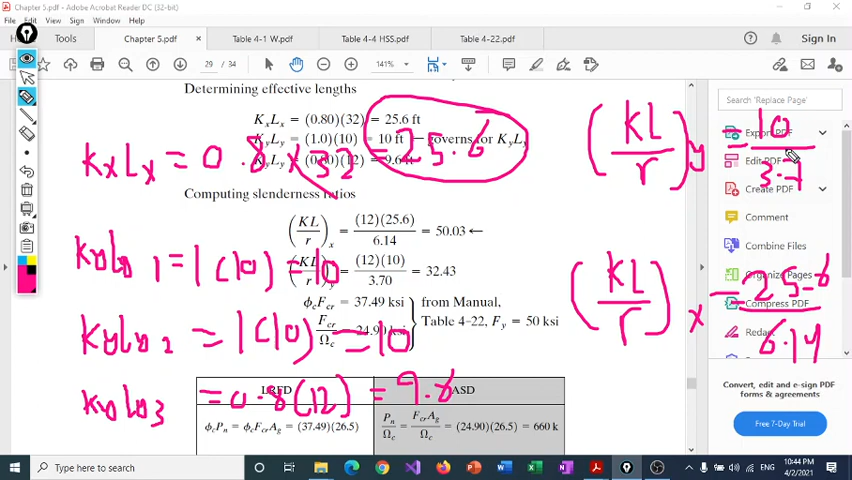 Chapter 5.pdf - Adobe Acrobat Reader DC (32-bit)
File Edit View Sign Window Help
Tools Chapter 5.pdf × Table 4-1 W.pdf Table 4-4 HSS.pdf Table 4-22.pdf Sign In
29 / 34 141%
Determining effective lengths
KxLx = (0.80)(32) = 25.6 ft
KyLy = (1.0)(10) = 10 ft ← governs for KyLy
KyLy = (0.80)(12) = 9.6 ft
KxLx = 0.8 × 32 = 25.6
(KL/r)y = 10/3.7
Computing slenderness ratios
(KL/r)x = (12)(25.6)/6.14 = 50.03 ←
KyLy1 = 1(10) = 10
(KL/r)y = (12)(10)/3.70 = 32.43
(KL/r)x = 25.6/6.14
ϕcFcr = 37.49 ksi
Fcr/Ωc = 24.90 ksi
from Manual,
Table 4-22, Fy = 50 ksi
KyLy2 = 1(10) = 10
KyLy3 = 0.8(12) = 9.6
LRFD ASD
ϕcPn = ϕcFcrAg = (37.49)(26.5)
Pn/Ωc = FcrAg/Ωc = (24.90)(26.5) = 660 k
Search 'Replace Page'
Export PDF
Edit PDF
Create PDF
Comment
Combine Files
Organize Pages
Compress PDF
Redact
Convert, edit and e-sign PDF
forms & agreements
Free 7-Day Trial
Type here to search
ENG
10:44 PM
4/2/2021